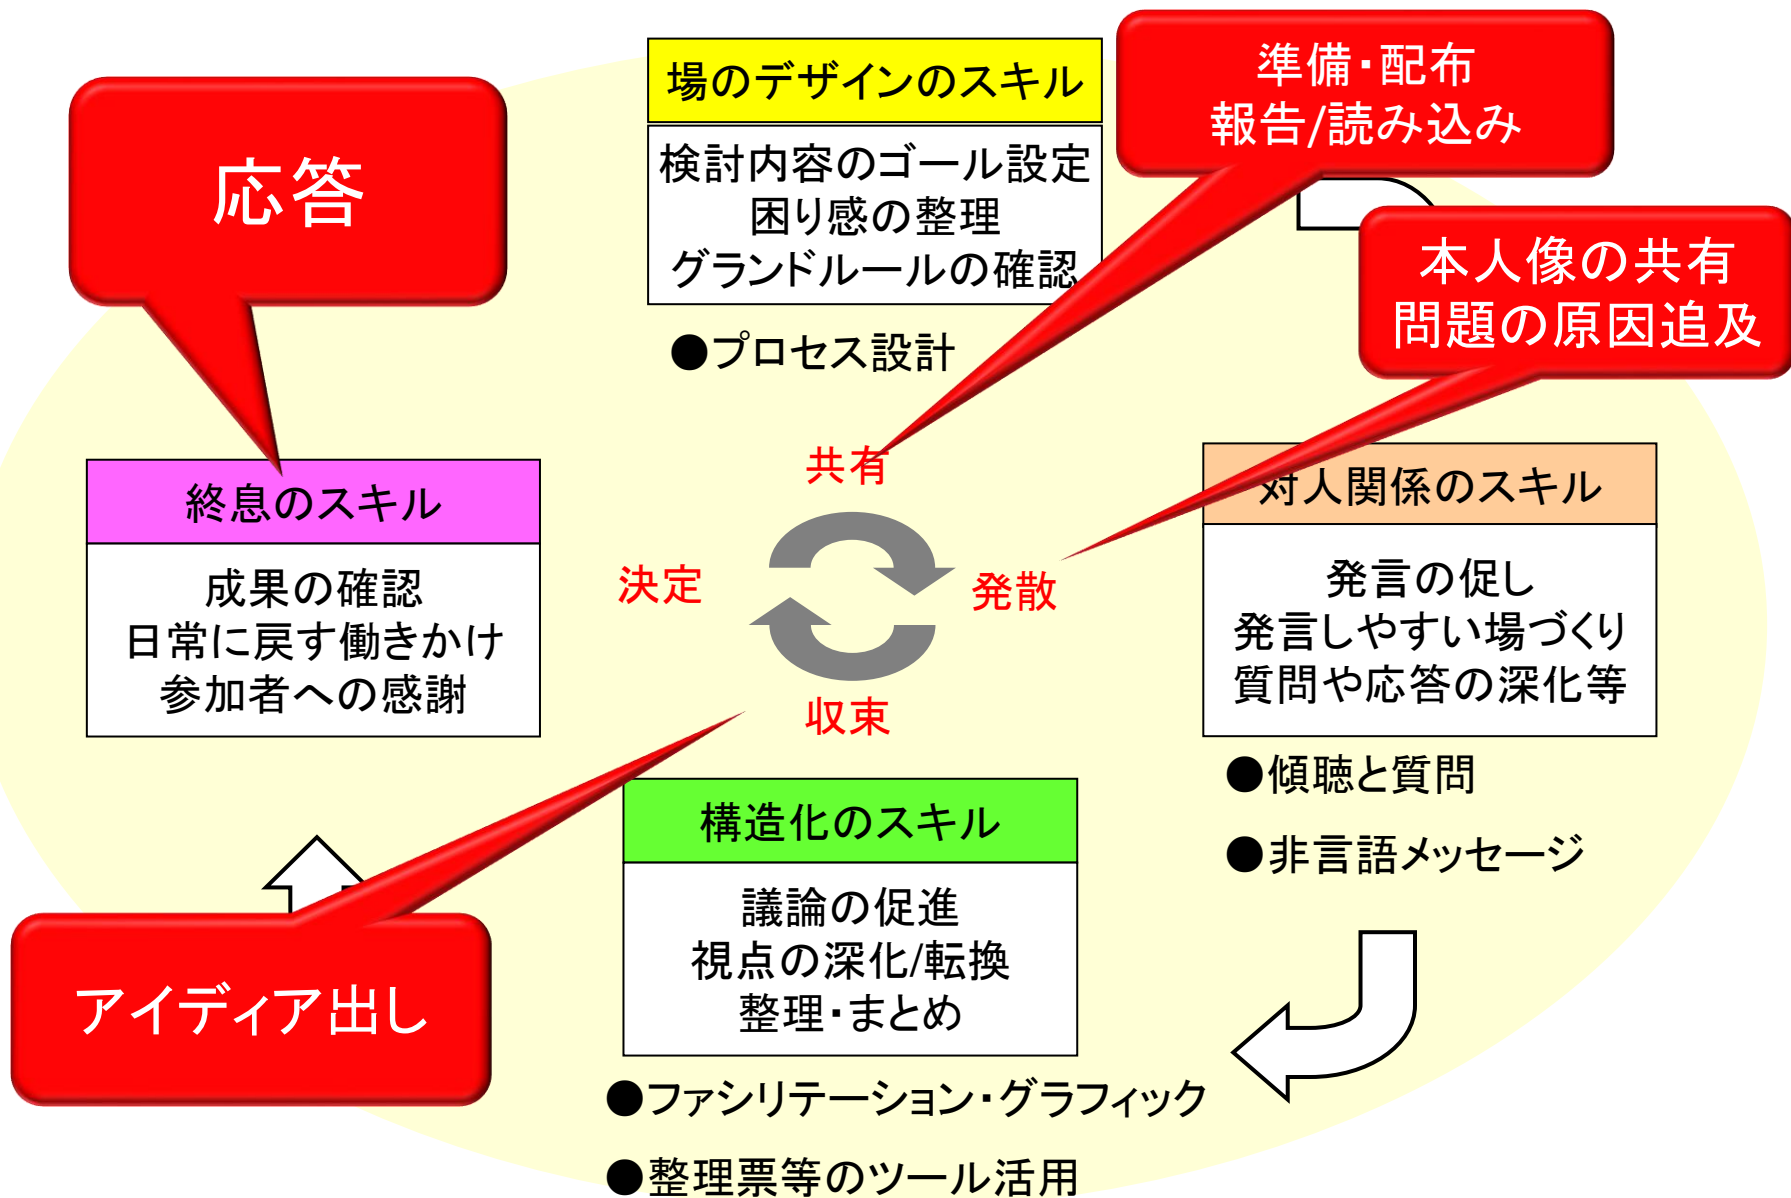 場のデザインのスキル
検討内容のゴール設定
困り感の整理
グランドルールの確認
●プロセス設計
準備・配布
報告/読み込み
本人像の共有
問題の原因追及
応答
共有
発散
収束
決定
対人関係のスキル
発言の促し
発言しやすい場づくり
質問や応答の深化等
●傾聴と質問
●非言語メッセージ
終息のスキル
成果の確認
日常に戻す働きかけ
参加者への感謝
構造化のスキル
議論の促進
視点の深化/転換
整理・まとめ
●ファシリテーション・グラフィック
●整理票等のツール活用
アイディア出し